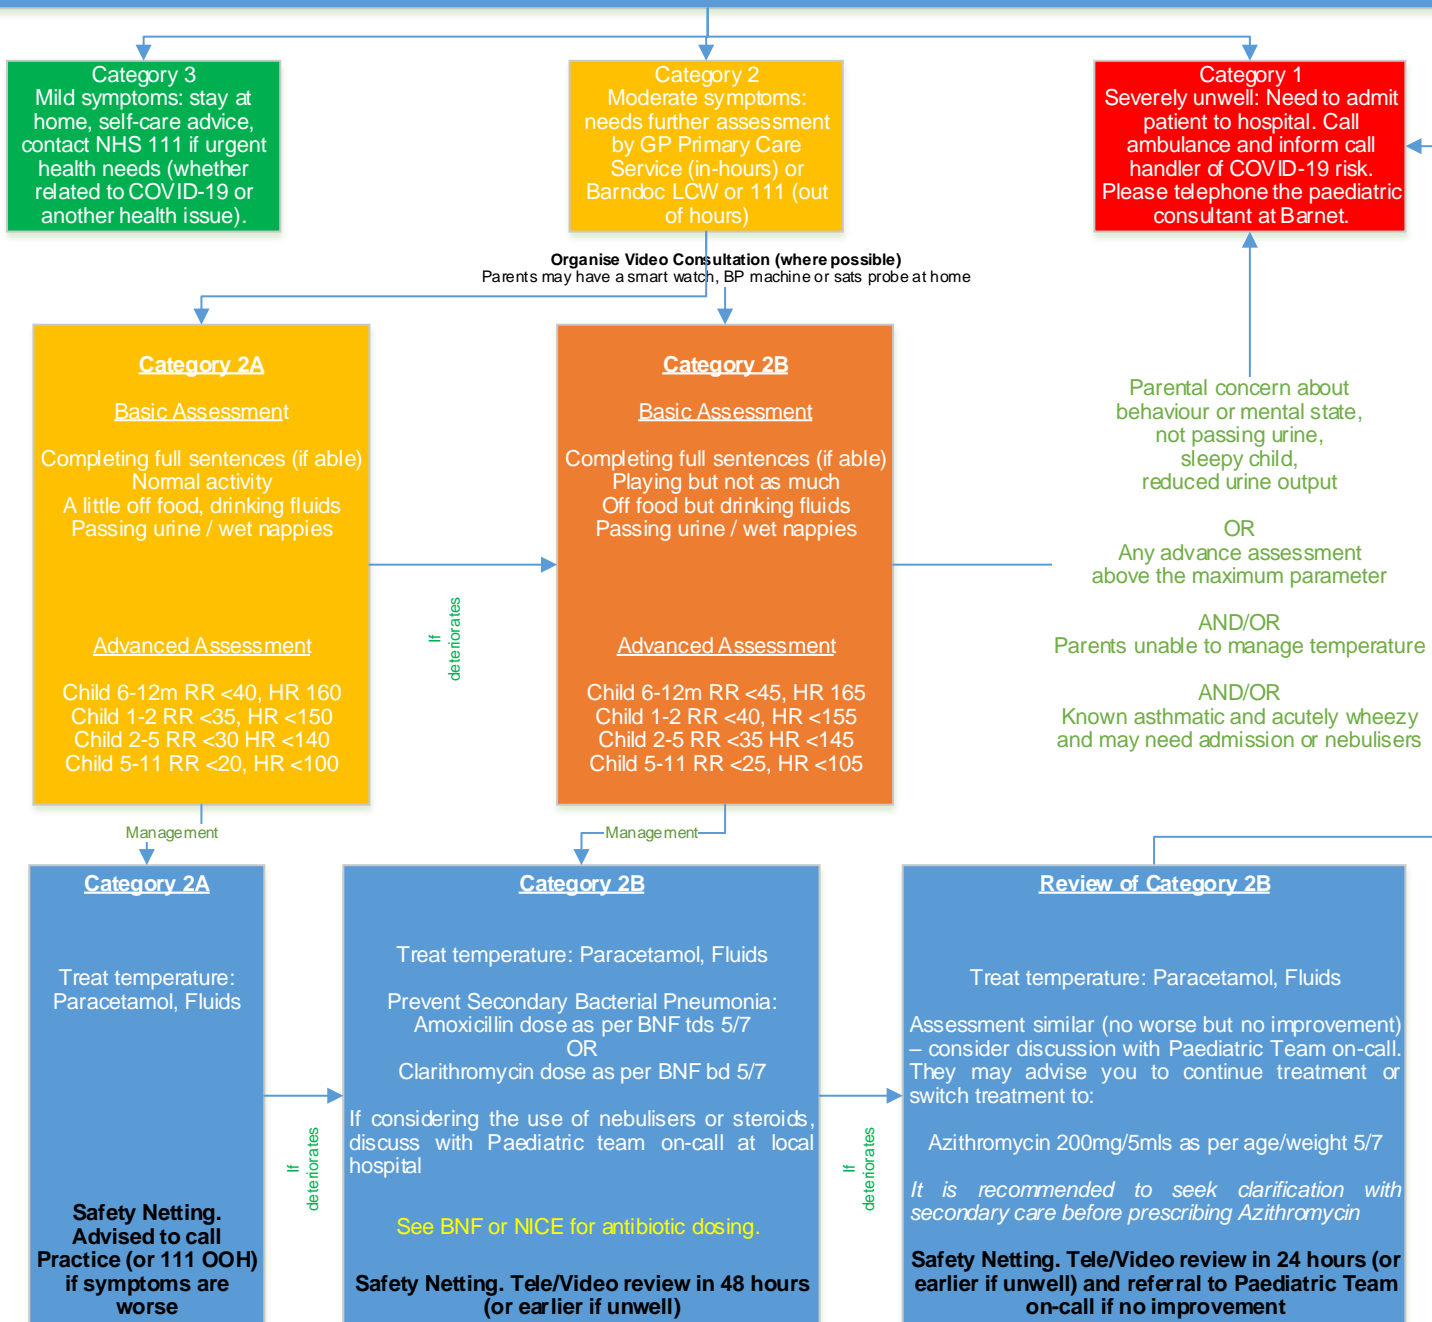 Category 3
Mild symptoms: stay at
home, self-care advice,
contact NHS 111 if urgent
health needs (whether
related to COVID-19 or
another health issue).
Category 2
Moderate symptoms:
needs further assessment
by GP Primary Care
Service (in-hours) or
Barndoc LCW or 111 (out
of hours)
Category 1
Severely unwell: Need to admit
patient to hospital. Call
ambulance and inform call
handler of COVID-19 risk.
Please telephone the paediatric
consultant at Barnet.
Organise Video Consultation (where possible)
Parents may have a smart watch, BP machine or sats probe at home
Category 2A
Basic Assessment
Completing full sentences (if able)
Normal activity
A little off food, drinking fluids
Passing urine / wet nappies
Advanced Assessment
Child 6-12m RR <40, HR 160
Child 1-2 RR <35, HR <150
Child 2-5 RR <30 HR <140
Child 5-11 RR <20, HR <100
If
deteriorates
Category 2B
Basic Assessment
Completing full sentences (if able)
Playing but not as much
Off food but drinking fluids
Passing urine / wet nappies
Advanced Assessment
Child 6-12m RR <45, HR 165
Child 1-2 RR <40, HR <155
Child 2-5 RR <35 HR <145
Child 5-11 RR <25, HR <105
Parental concern about
behaviour or mental state,
not passing urine,
sleepy child,
reduced urine output
OR
Any advance assessment
above the maximum parameter
AND/OR
Parents unable to manage temperature
AND/OR
Known asthmatic and acutely wheezy
and may need admission or nebulisers
Management
Management
Category 2A
Treat temperature:
Paracetamol, Fluids
Safety Netting.
Advised to call
Practice (or 111 OOH)
if symptoms are
worse
If
deteriorates
Category 2B
Treat temperature: Paracetamol, Fluids
Prevent Secondary Bacterial Pneumonia:
Amoxicillin dose as per BNF tds 5/7
OR
Clarithromycin dose as per BNF bd 5/7
If considering the use of nebulisers or steroids,
discuss with Paediatric team on-call at local
hospital
See BNF or NICE for antibiotic dosing.
Safety Netting. Tele/Video review in 48 hours
(or earlier if unwell)
If
deteriorates
Review of Category 2B
Treat temperature: Paracetamol, Fluids
Assessment similar (no worse but no improvement)
– consider discussion with Paediatric Team on-call.
They may advise you to continue treatment or
switch treatment to:
Azithromycin 200mg/5mls as per age/weight 5/7
It is recommended to seek clarification with
secondary care before prescribing Azithromycin
Safety Netting. Tele/Video review in 24 hours (or
earlier if unwell) and referral to Paediatric Team
on-call if no improvement